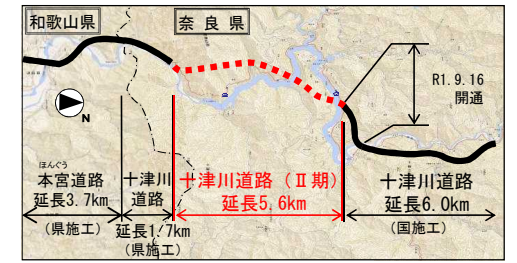 和歌山県
奈良県
R1.9.16
開通
N
ほんぐう
本宮道路
延長3.7km
(県施工)
十津川
道路
延長1.7km
(県施工)
十津川道路(Ⅱ期)
延長5.6km
十津川道路
延長6.0km
(国施工)